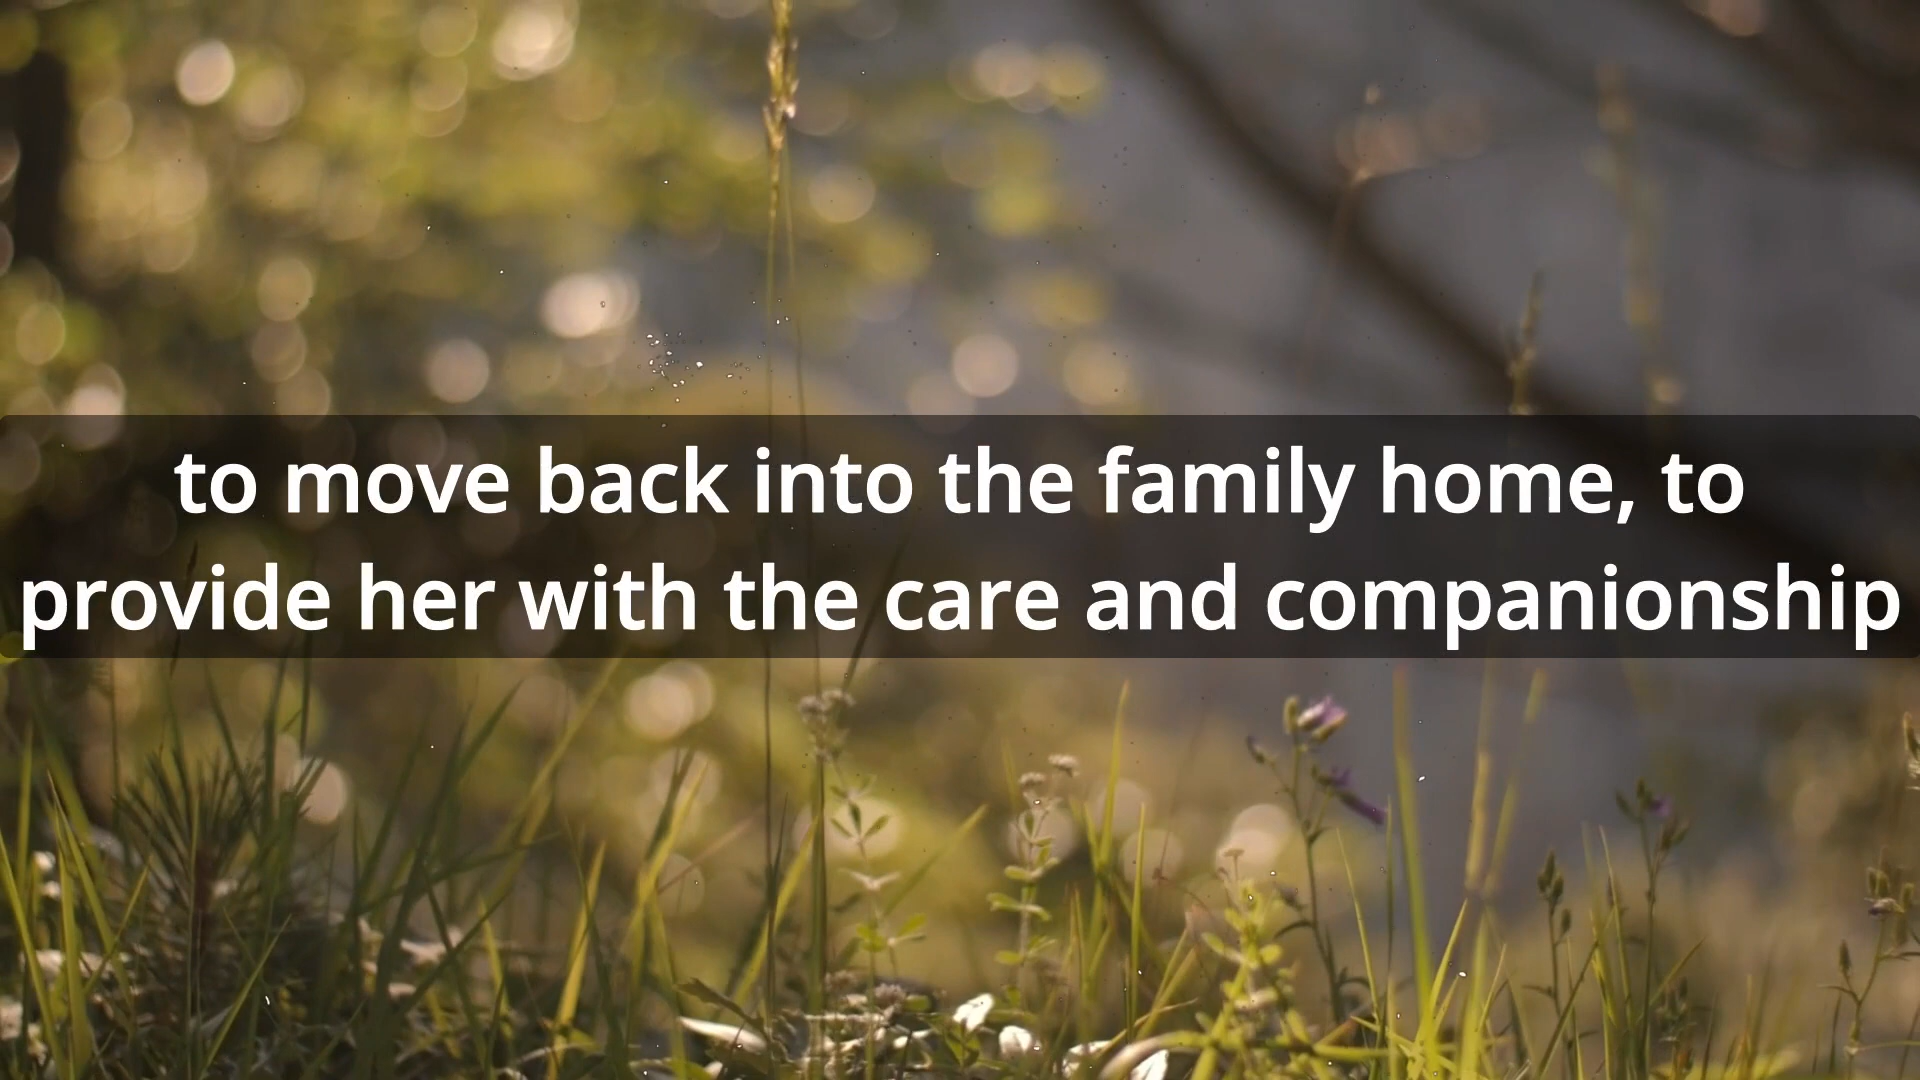 to move back into the family home, to
provide her with the care and companionship